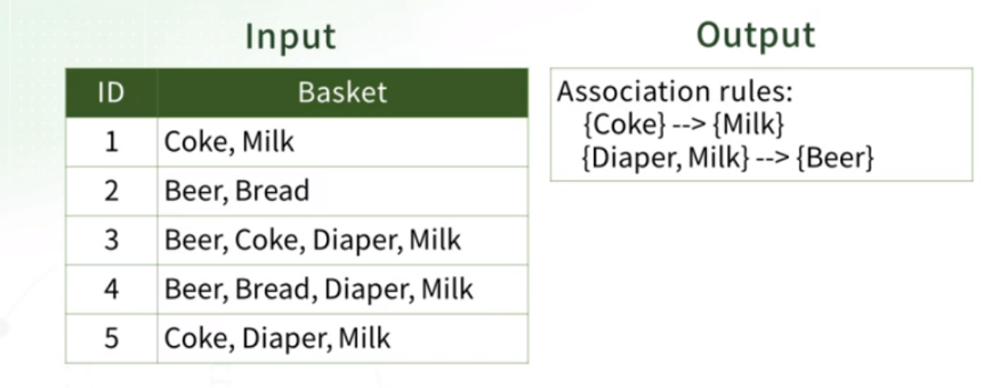 Input
ID Basket
1 Coke, Milk
2 Beer, Bread
3 Beer, Coke, Diaper, Milk
4 Beer, Bread, Diaper, Milk
5 Coke, Diaper, Milk
Output
Association rules:
{Coke} --> {Milk}
{Diaper, Milk} --> {Beer}